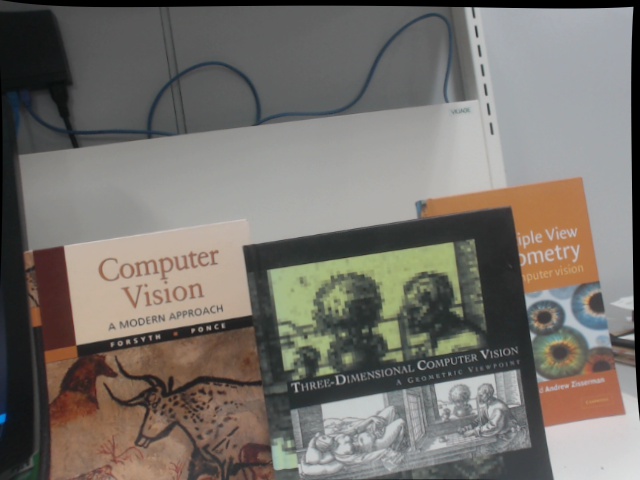 Computer
Vision
A MODERN APPROACH
FORSYTH ★ PONCE
THREE-DIMENSIONAL COMPUTER VISION
A GEOMETRIC VIEWPOINT
iple View
ometry
puter vision
d Andrew Zisserman